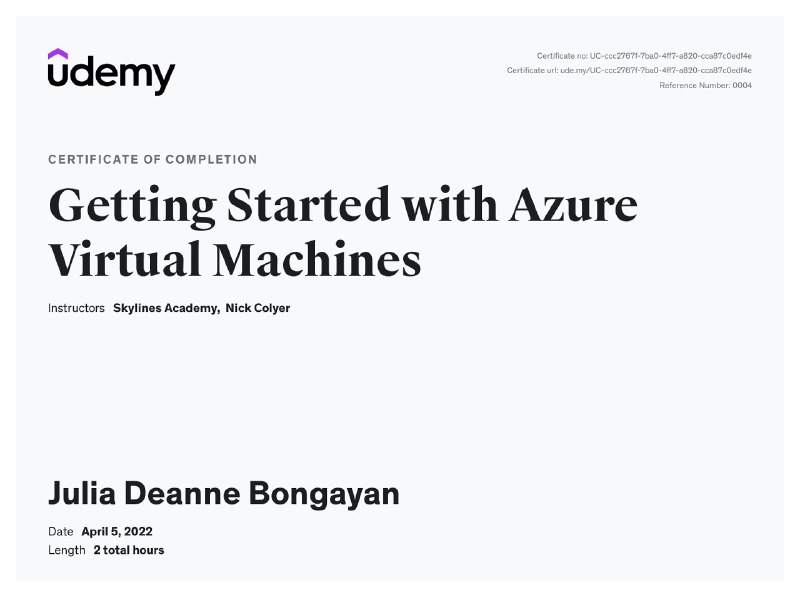 udemy
Certificate no: UC-ccc2767f-7ba0-4ff7-a820-cca87c0edf4e
Certificate url: ude.my/UC-ccc2767f-7ba0-4ff7-a820-cca87c0edf4e
Reference Number: 0004
CERTIFICATE OF COMPLETION
Getting Started with Azure
Virtual Machines
Instructors Skylines Academy, Nick Colyer
Julia Deanne Bongayan
Date April 5, 2022
Length 2 total hours